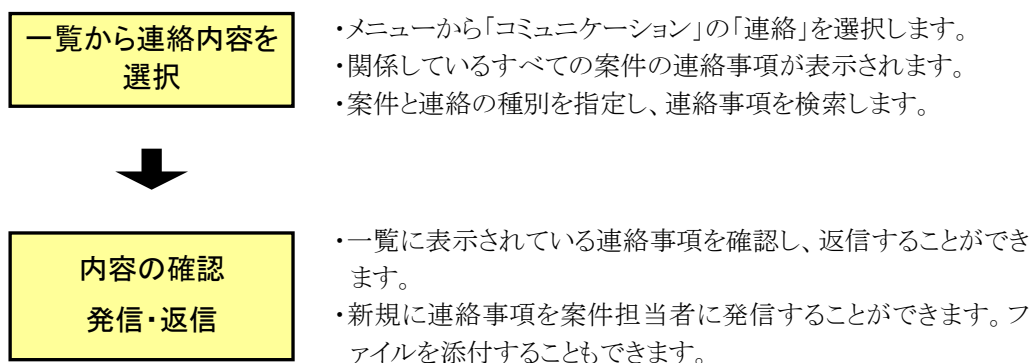 一覧から連絡内容を
選択
・メニューから「コミュニケーション」の「連絡」を選択します。
・関係しているすべての案件の連絡事項が表示されます。
・案件と連絡の種別を指定し、連絡事項を検索します。
内容の確認
発信・返信
・一覧に表示されている連絡事項を確認し、返信することができ
ます。
・新規に連絡事項を案件担当者に発信することができます。フ
ァイルを添付することもできます。